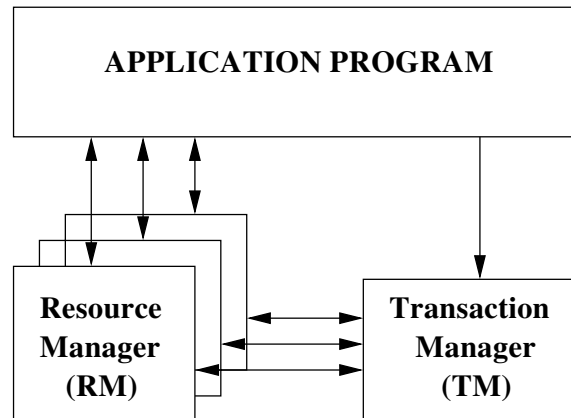 APPLICATION PROGRAM
Resource
Manager
(RM)
Transaction
Manager
(TM)